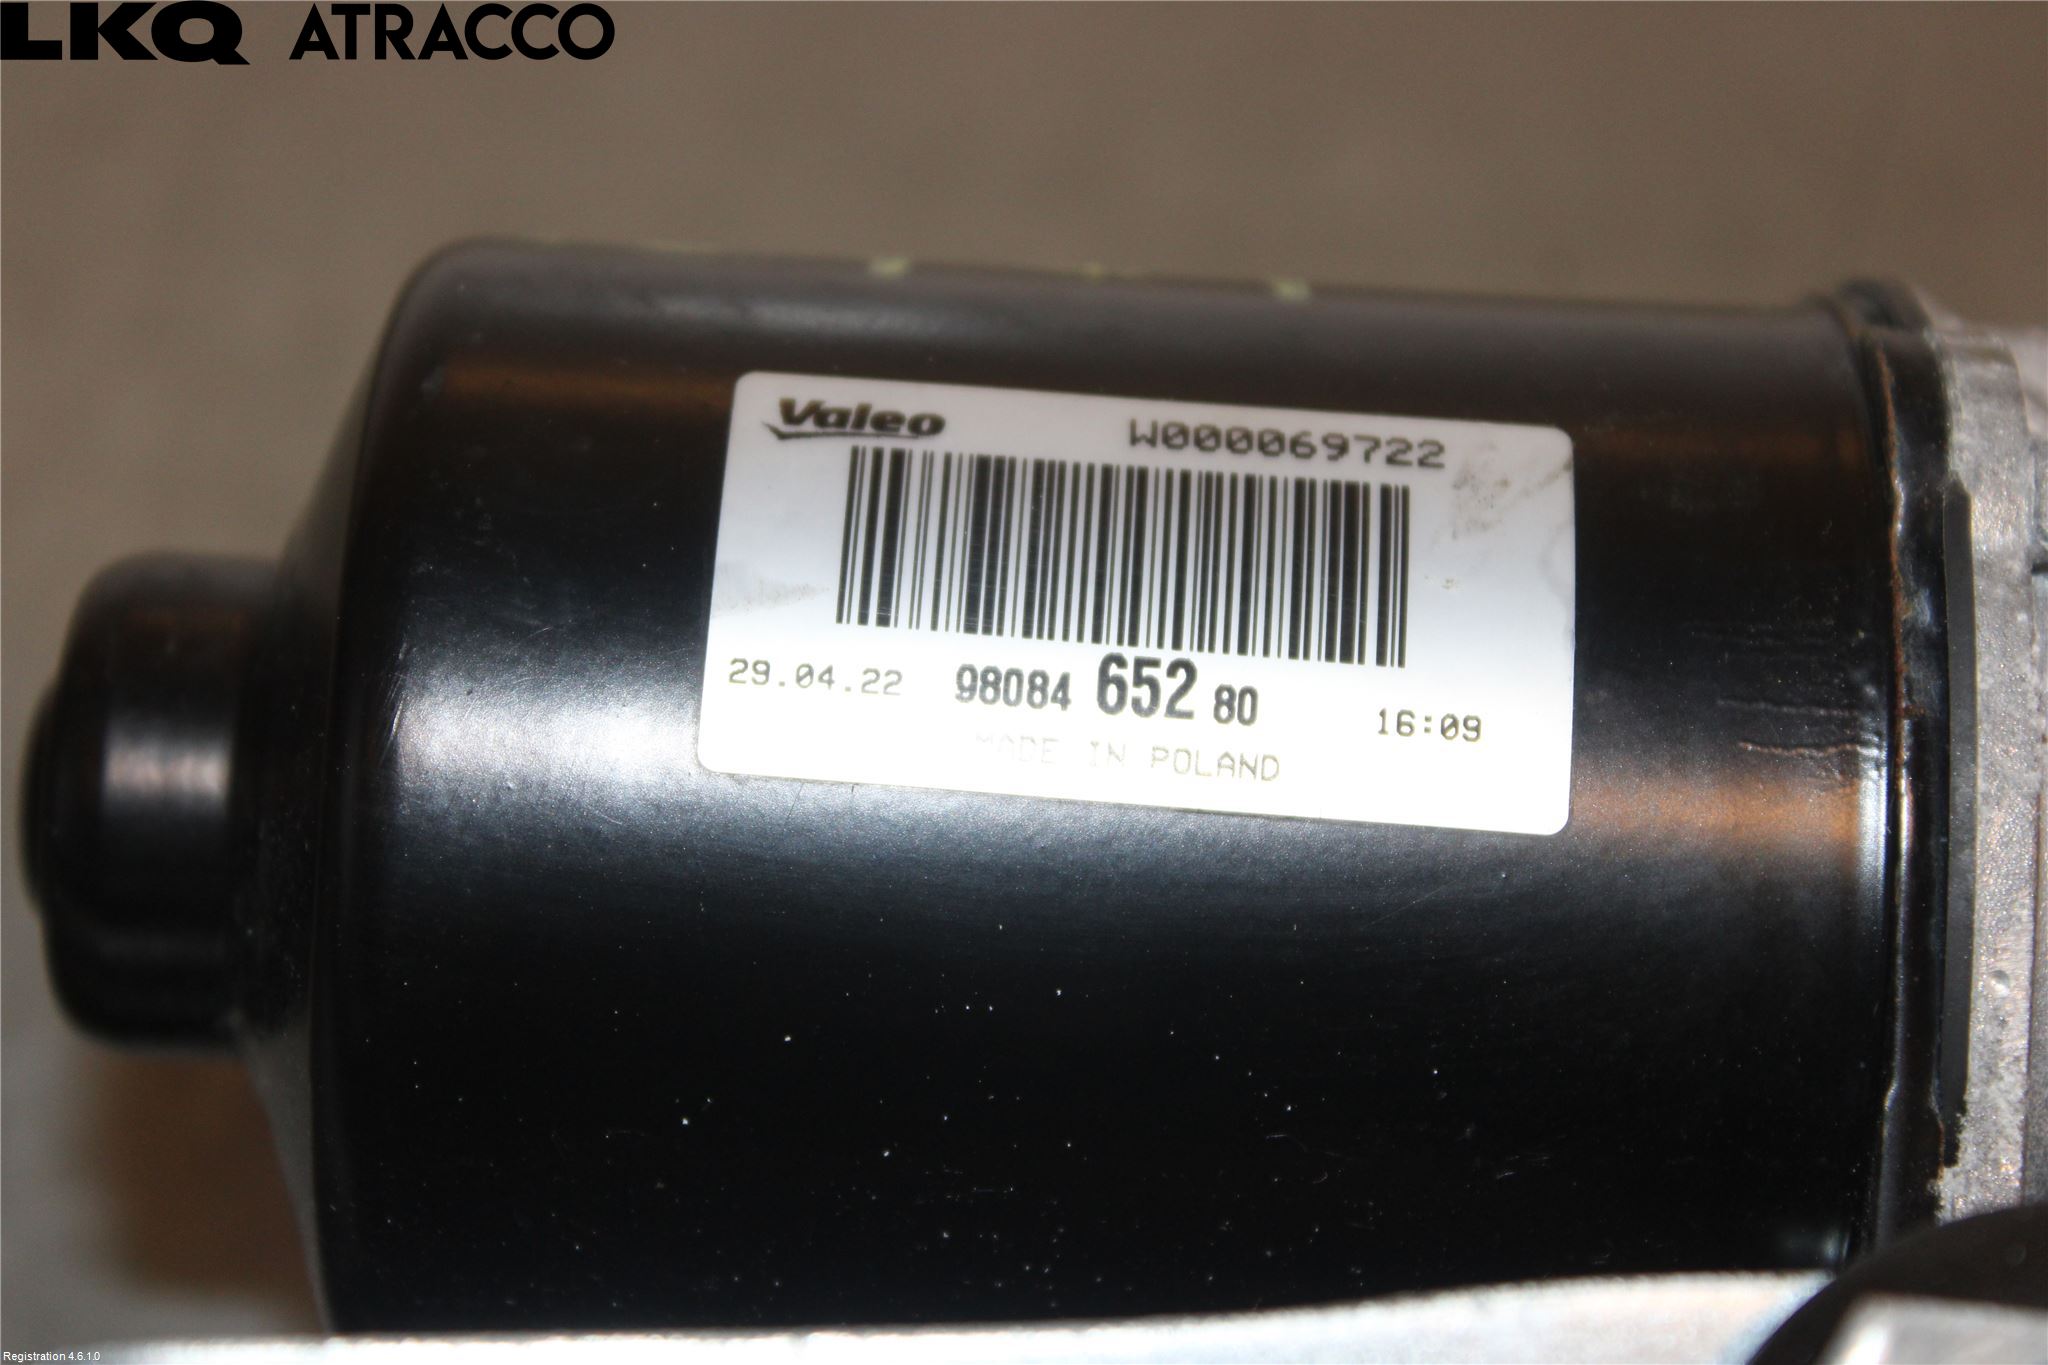 LKQ ATRACCO
Valeo W000069722
29.04.22 98084 652 80 16:09
MADE IN POLAND
Registration 4.6.1.0